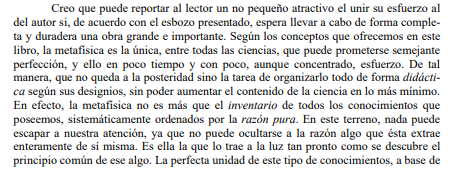 Creo que puede reportar al lector un no pequeño atractivo el unir su esfuerzo al
del autor si, de acuerdo con el esbozo presentado, espera llevar a cabo de forma comple-
ta y duradera una obra grande e importante. Según los conceptos que ofrecemos en este
libro, la metafísica es la única, entre todas las ciencias, que puede prometerse semejante
perfección, y ello en poco tiempo y con poco, aunque concentrado, esfuerzo. De tal
manera, que no queda a la posteridad sino la tarea de organizarlo todo de forma didácti-
ca según sus designios, sin poder aumentar el contenido de la ciencia en lo más mínimo.
En efecto, la metafísica no es más que el inventario de todos los conocimientos que
poseemos, sistemáticamente ordenados por la razón pura. En este terreno, nada puede
escapar a nuestra atención, ya que no puede ocultarse a la razón algo que ésta extrae
enteramente de sí misma. Es ella la que lo trae a la luz tan pronto como se descubre el
principio común de ese algo. La perfecta unidad de este tipo de conocimientos, a base de